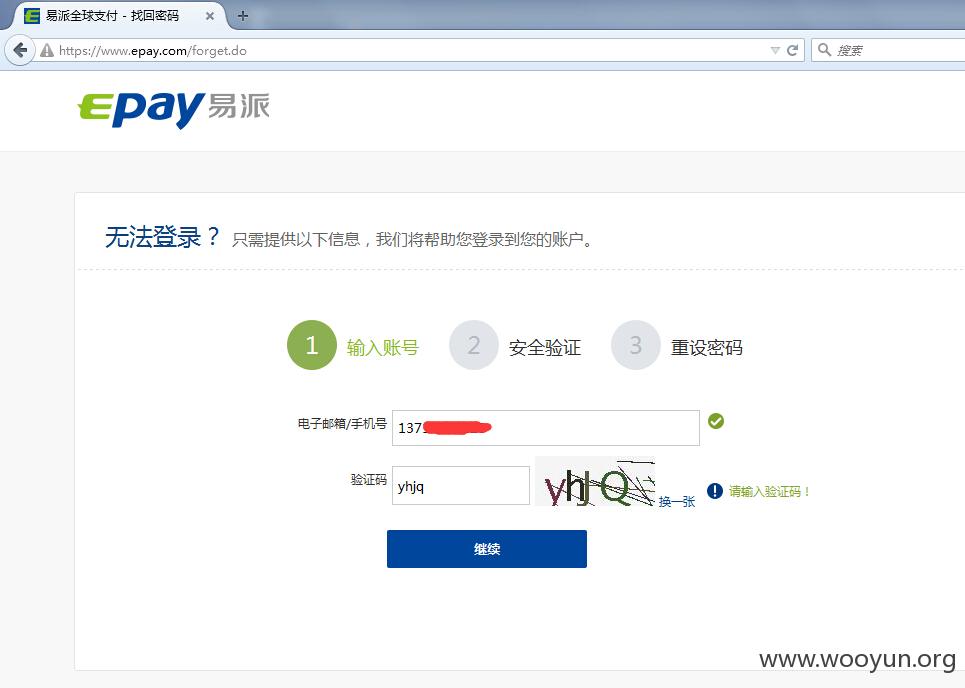 易派全球支付 - 找回密码
https://www.epay.com/forget.do
搜索
Epay易派
无法登录？ 只需提供以下信息，我们将帮助您登录到您的账户。
1 输入账号 2 安全验证 3 重设密码
电子邮箱/手机号 137
验证码 yhjq yhJQ 换一张 请输入验证码！
继续
www.wooyun.org